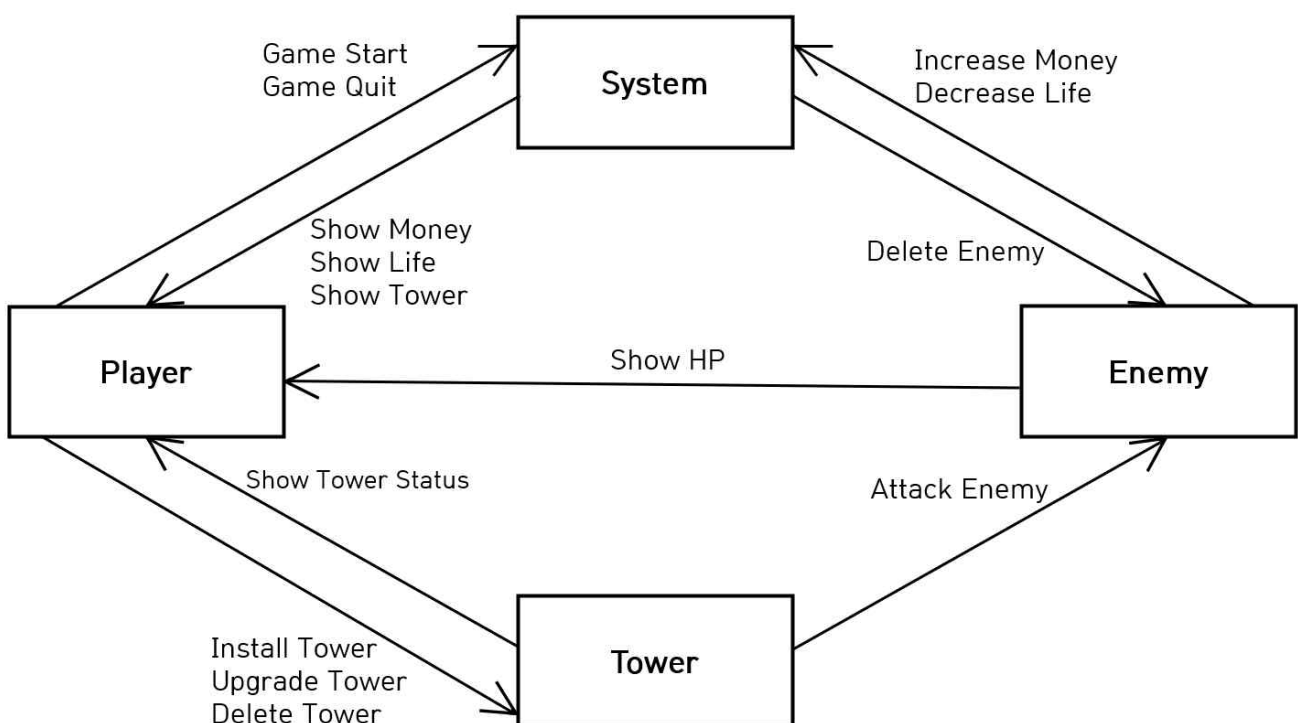 Game Start
Game Quit
System
Increase Money
Decrease Life
Show Money
Show Life
Show Tower
Delete Enemy
Player
Show HP
Enemy
Show Tower Status
Attack Enemy
Install Tower
Upgrade Tower
Delete Tower
Tower